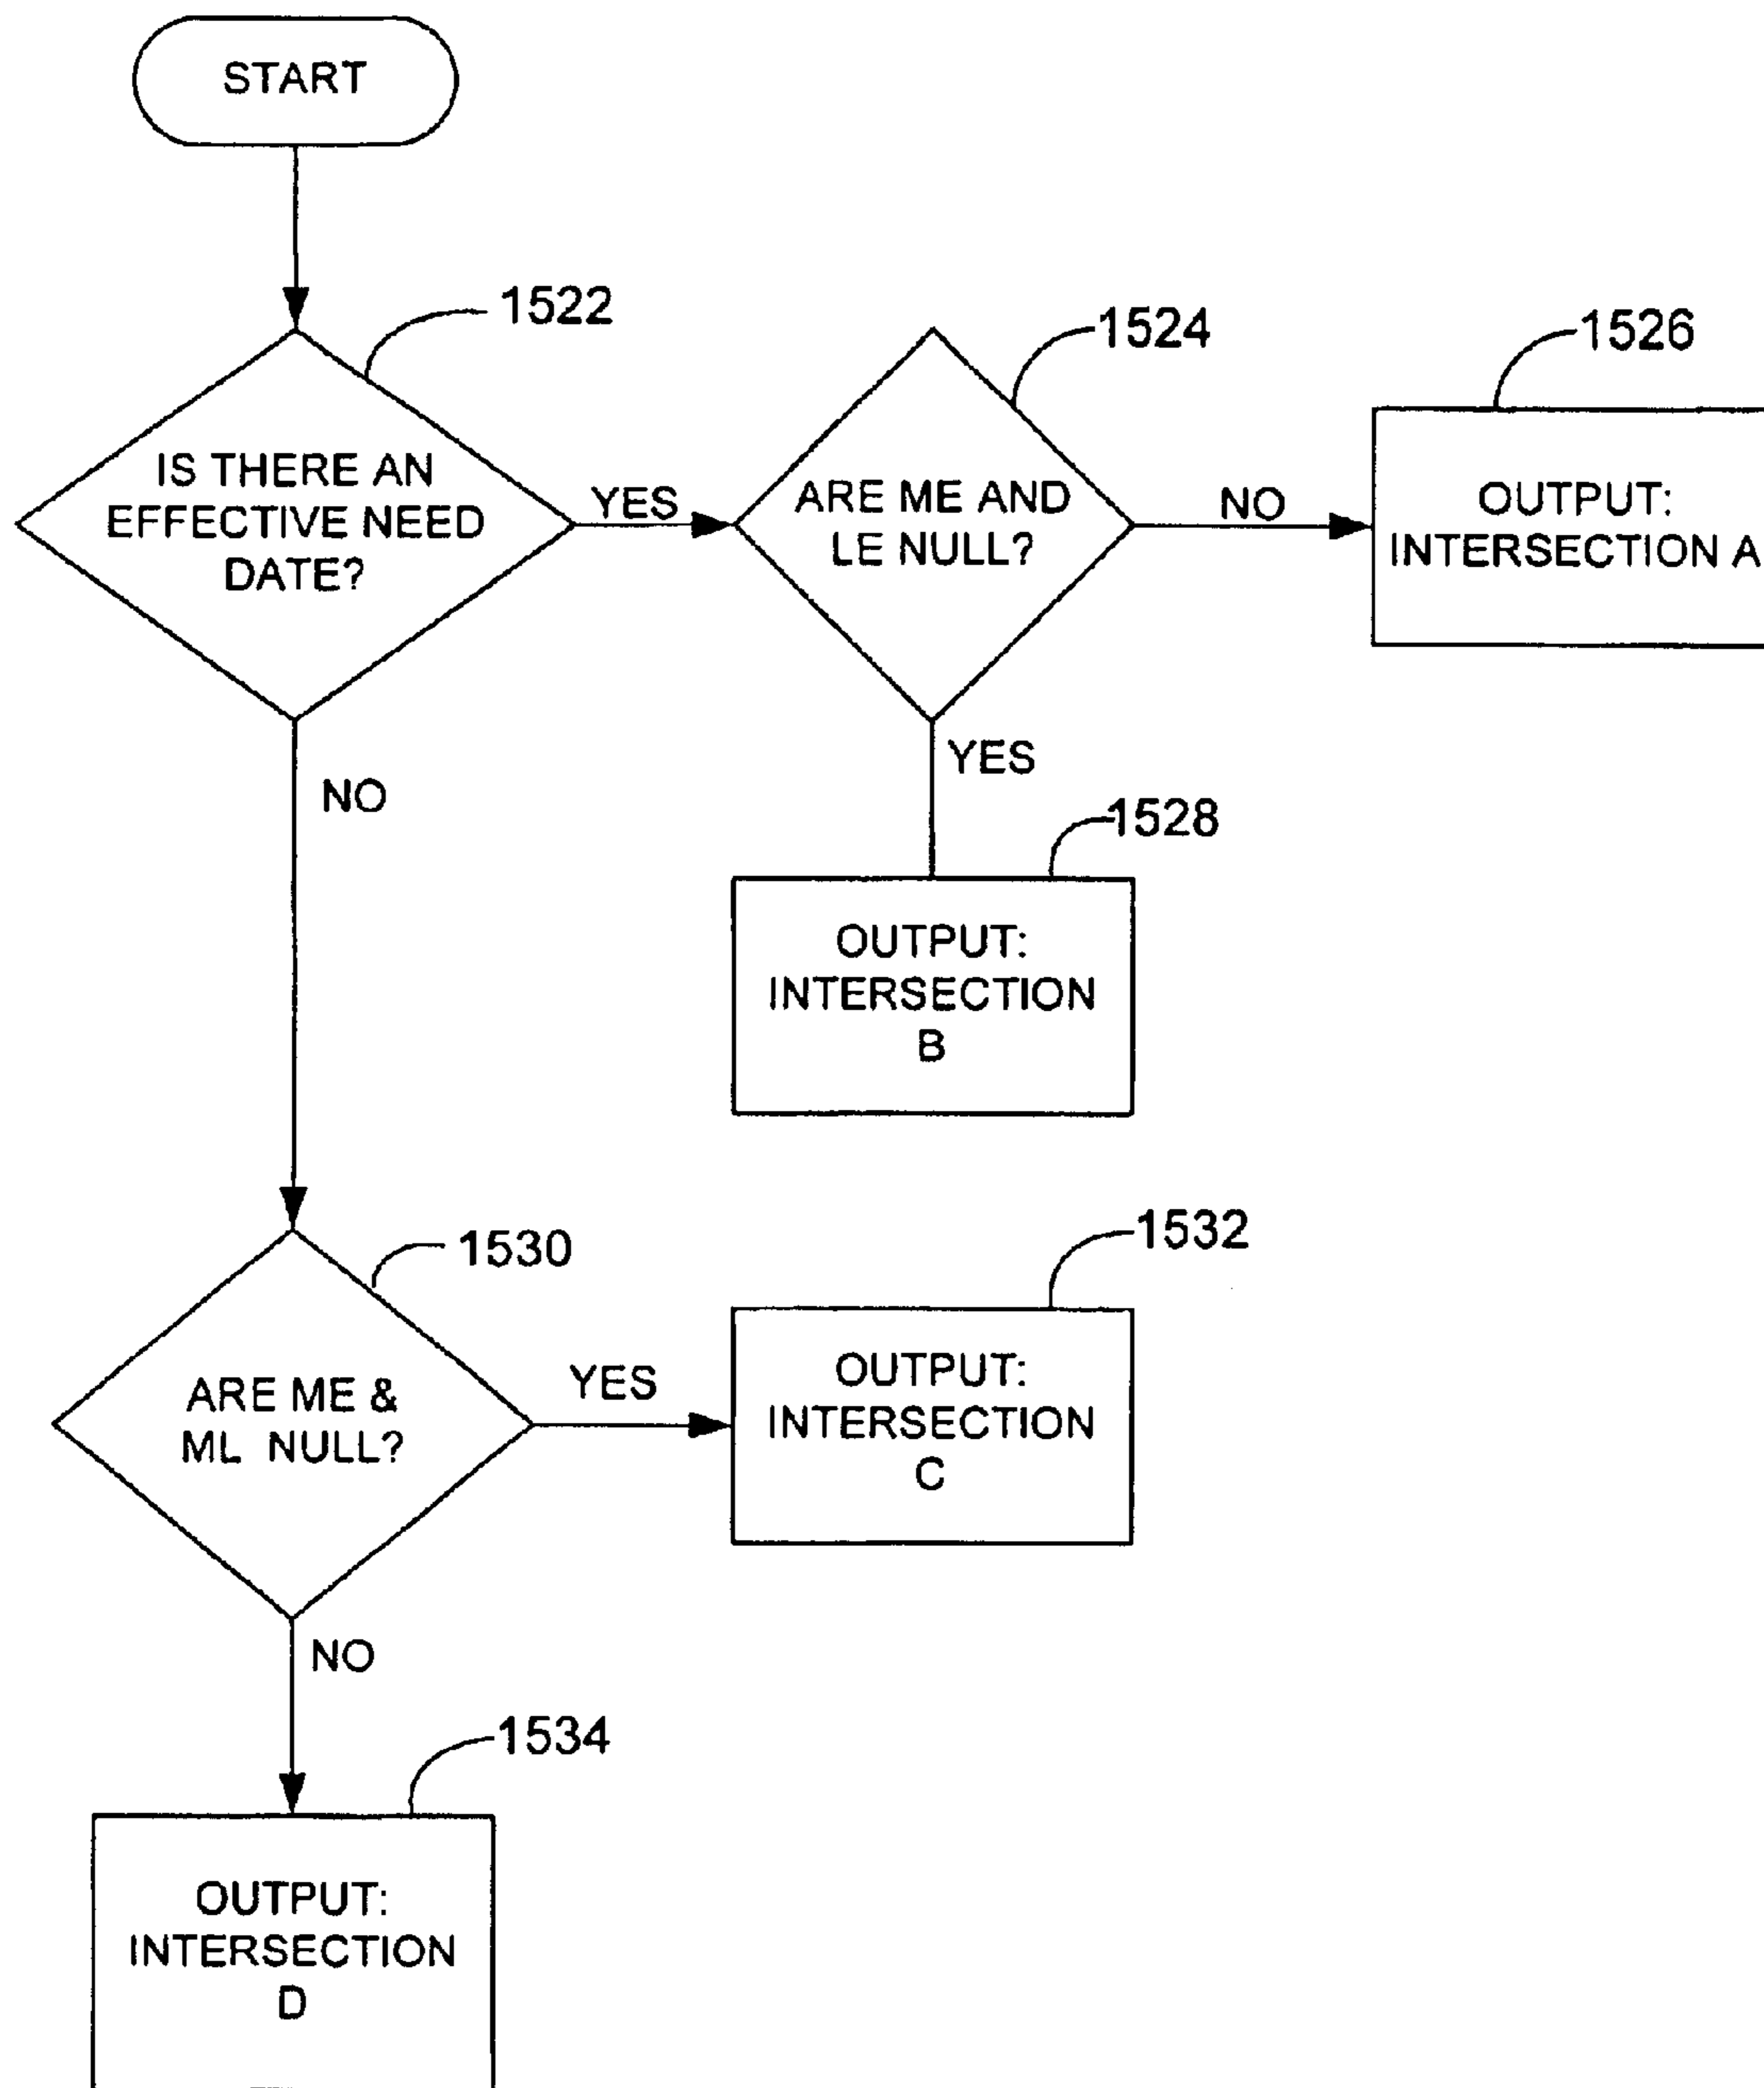 START
1522
IS THERE AN
EFFECTIVE NEED
DATE?
YES
1524
ARE ME AND
LE NULL?
NO
1526
OUTPUT:
INTERSECTION A
YES
1528
OUTPUT:
INTERSECTION
B
NO
1530
ARE ME &
ML NULL?
YES
1532
OUTPUT:
INTERSECTION
C
NO
1534
OUTPUT:
INTERSECTION
D